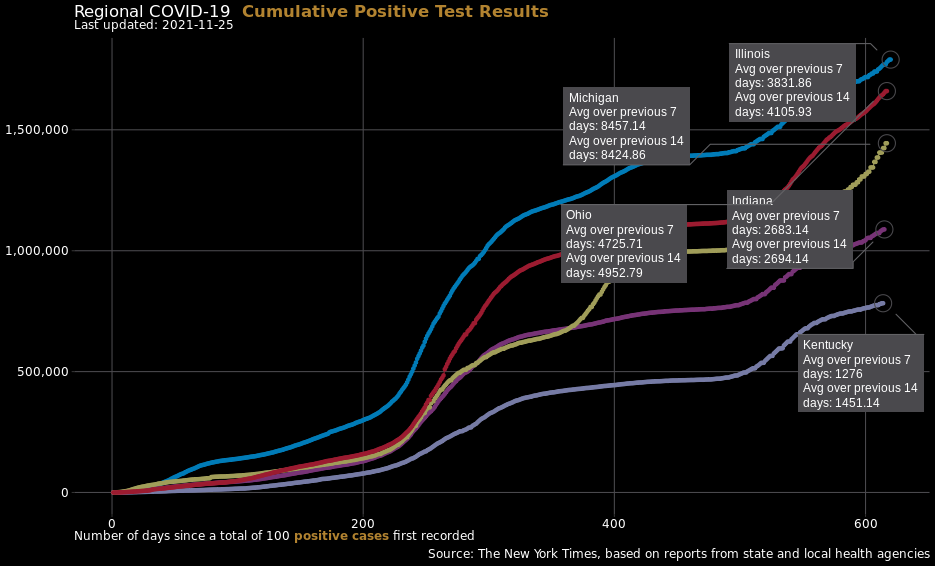 Regional COVID-19 Cumulative Positive Test Results
Last updated: 2021-11-25
Illinois
Avg over previous 7
days: 3831.86
Avg over previous 14
days: 4105.93
Michigan
Avg over previous 7
days: 8457.14
Avg over previous 14
days: 8424.86
Ohio
Avg over previous 7
days: 4725.71
Avg over previous 14
days: 4952.79
Indiana
Avg over previous 7
days: 2683.14
Avg over previous 14
days: 2694.14
Kentucky
Avg over previous 7
days: 1276
Avg over previous 14
days: 1451.14
1,500,000
1,000,000
500,000
0
0 200 400 600
Number of days since a total of 100 positive cases first recorded
Source: The New York Times, based on reports from state and local health agencies